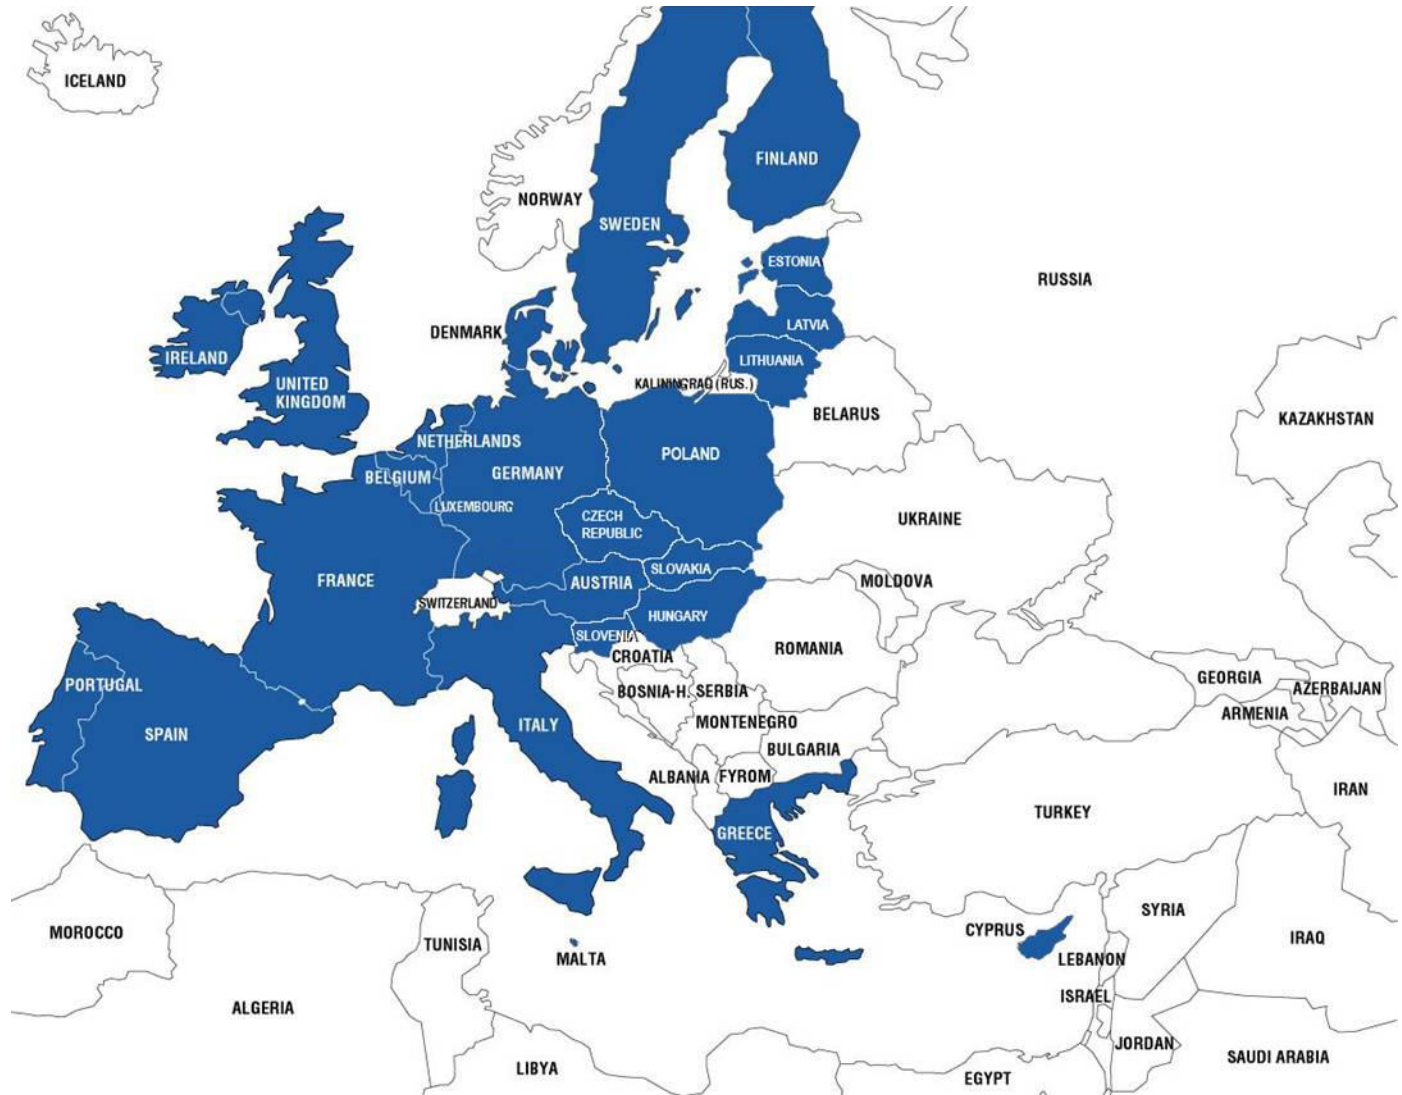 ICELAND
FINLAND
NORWAY
SWEDEN
ESTONIA
RUSSIA
LATVIA
DENMARK
IRELAND
LITHUANIA
KALININGRAD (RUS.)
UNITED
KINGDOM
BELARUS
KAZAKHSTAN
NETHERLANDS
POLAND
GERMANY
BELGIUM
LUXEMBOURG
CZECH
REPUBLIC
UKRAINE
SLOVAKIA
FRANCE
AUSTRIA
MOLDOVA
SWITZERLAND
HUNGARY
SLOVENIA
ROMANIA
CROATIA
GEORGIA
PORTUGAL
BOSNIA-H.
SERBIA
AZERBAIJAN
ARMENIA
MONTENEGRO
ITALY
SPAIN
BULGARIA
ALBANIA
FYROM
IRAN
TURKEY
GREECE
SYRIA
CYPRUS
MOROCCO
IRAQ
TUNISIA
MALTA
LEBANON
ISRAEL
ALGERIA
JORDAN
SAUDI ARABIA
LIBYA
EGYPT